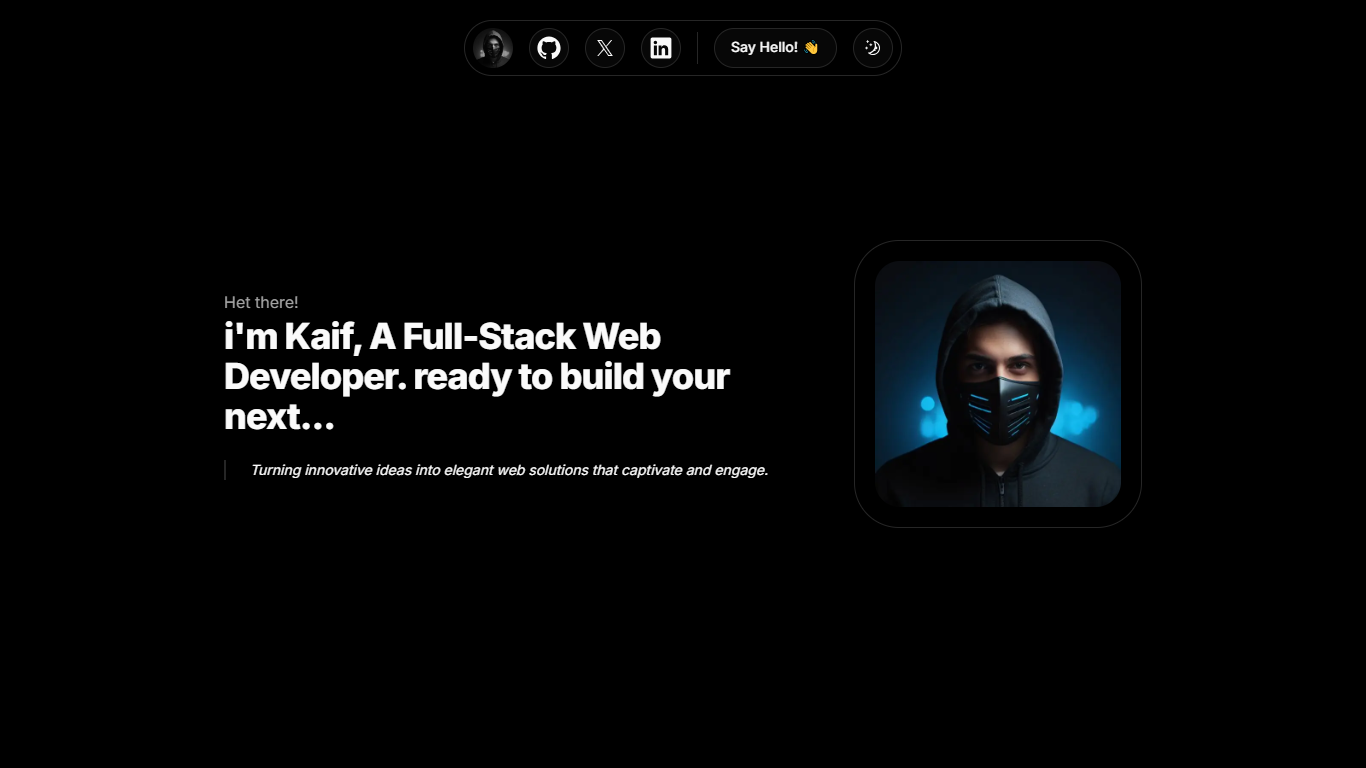 Say Hello! 👋
Het there!
i'm Kaif, A Full-Stack Web
Developer. ready to build your
next...
Turning innovative ideas into elegant web solutions that captivate and engage.